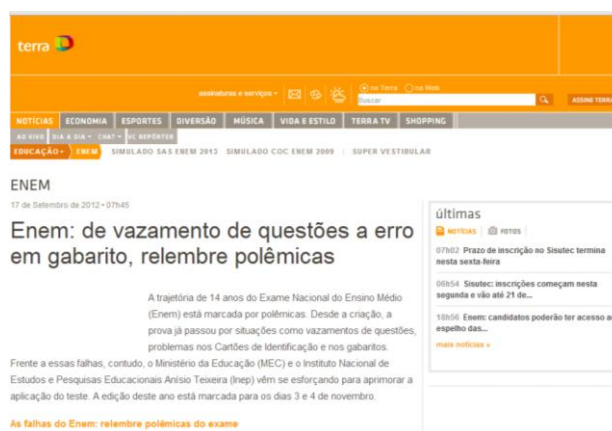 terra
assinaturas e serviços
na Terra na Web
Buscar
ASSINE TERRA
NOTÍCIAS ECONOMIA ESPORTES DIVERSÃO MÚSICA VIDA E ESTILO TERRA TV SHOPPING
AO VIVO DIA A DIA CHAT VC REPÓRTER
EDUCAÇÃO ENEM SIMULADO SAS ENEM 2013 SIMULADO COC ENEM 2009 SUPER VESTIBULAR
ENEM
17 de Setembro de 2012 • 07h45
Enem: de vazamento de questões a erro
em gabarito, relembre polêmicas
A trajetória de 14 anos do Exame Nacional do Ensino Médio
(Enem) está marcada por polêmicas. Desde a criação, a
prova já passou por situações como vazamentos de questões,
problemas nos Cartões de Identificação e nos gabaritos.
Frente a essas falhas, contudo, o Ministério da Educação (MEC) e o Instituto Nacional de
Estudos e Pesquisas Educacionais Anísio Teixeira (Inep) vêm se esforçando para aprimorar a
aplicação do teste. A edição deste ano está marcada para os dias 3 e 4 de novembro.
As falhas do Enem: relembre polêmicas do exame
últimas
NOTÍCIAS FOTOS
07h02 Prazo de inscrição no Sisutec termina
nesta sexta-feira
06h54 Sisutec: inscrições começam nesta
segunda e vão até 21 de...
18h56 Enem: candidatos poderão ter acesso ao
espelho das...
mais notícias »